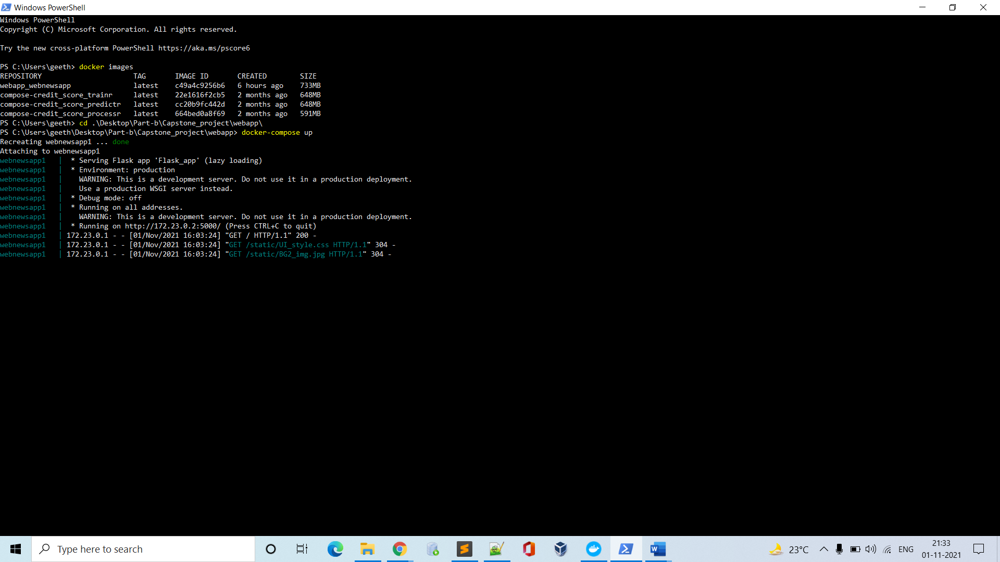 Windows PowerShell
Windows PowerShell
Copyright (C) Microsoft Corporation. All rights reserved.
Try the new cross-platform PowerShell https://aka.ms/pscore6
PS C:\Users\geeth> docker images
REPOSITORY TAG IMAGE ID CREATED SIZE
webapp_webnewsapp latest c49a4c9256b6 6 hours ago 733MB
compose-credit_score_trainr latest 22e1616f2cb5 2 months ago 648MB
compose-credit_score_predictr latest cc20b9fc442d 2 months ago 648MB
compose-credit_score_processr latest 664bed0a8f69 2 months ago 591MB
PS C:\Users\geeth> cd .\Desktop\Part-b\Capstone_project\webapp\
PS C:\Users\geeth\Desktop\Part-b\Capstone_project\webapp> docker-compose up
Recreating webnewsapp1 ... done
Attaching to webnewsapp1
webnewsapp1 | * Serving Flask app 'Flask_app' (lazy loading)
webnewsapp1 | * Environment: production
webnewsapp1 | WARNING: This is a development server. Do not use it in a production deployment.
webnewsapp1 | Use a production WSGI server instead.
webnewsapp1 | * Debug mode: off
webnewsapp1 | * Running on all addresses.
webnewsapp1 | WARNING: This is a development server. Do not use it in a production deployment.
webnewsapp1 | * Running on http://172.23.0.2:5000/ (Press CTRL+C to quit)
webnewsapp1 | 172.23.0.1 - - [01/Nov/2021 16:03:24] "GET / HTTP/1.1" 200 -
webnewsapp1 | 172.23.0.1 - - [01/Nov/2021 16:03:24] "GET /static/UI_style.css HTTP/1.1" 304 -
webnewsapp1 | 172.23.0.1 - - [01/Nov/2021 16:03:24] "GET /static/BG2_img.jpg HTTP/1.1" 304 -
Type here to search
23°C
ENG
21:33
01-11-2021